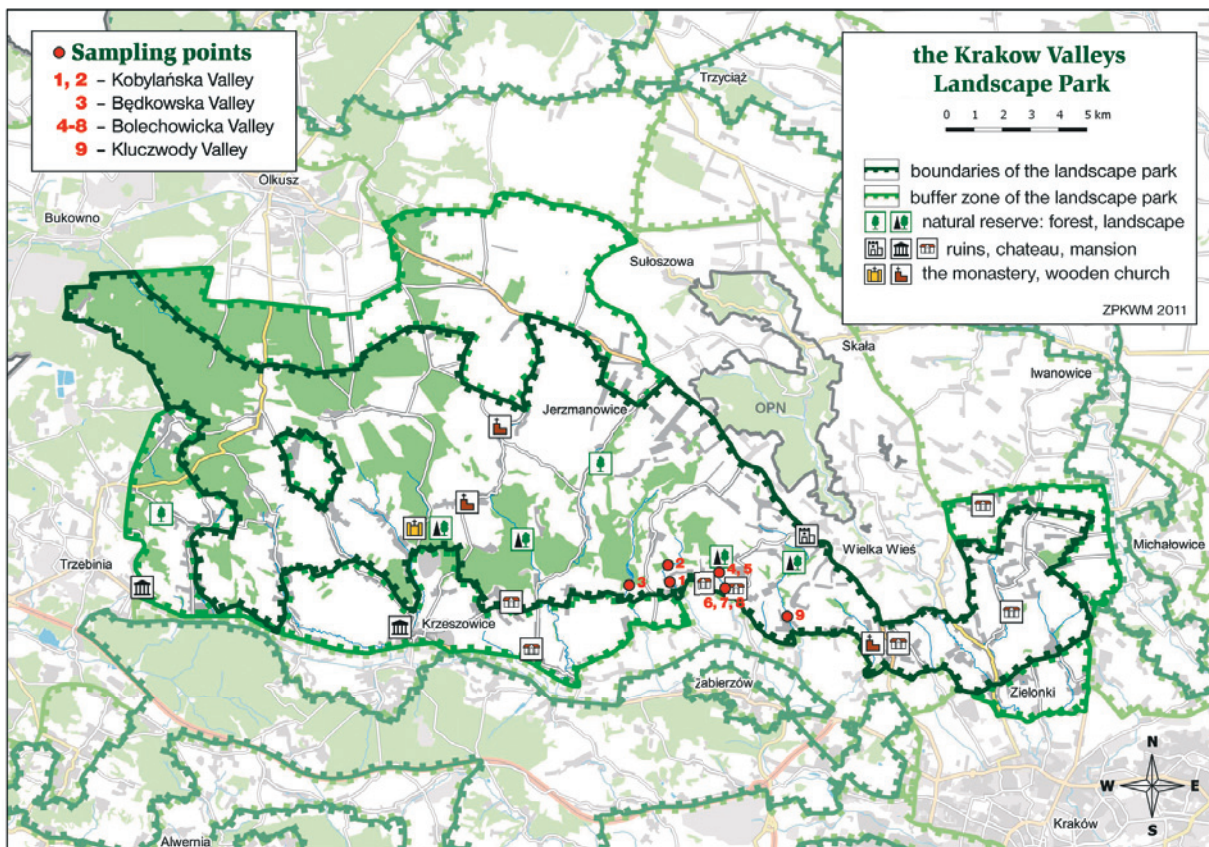 Sampling points
1, 2 – Kobylańska Valley
3 – Będkowska Valley
4-8 – Bolechowicka Valley
9 – Kluczwody Valley
the Krakow Valleys
Landscape Park
0 1 2 3 4 5 km
boundaries of the landscape park
buffer zone of the landscape park
natural reserve: forest, landscape
ruins, chateau, mansion
the monastery, wooden church
ZPKWM 2011
Trzyciąż
Olkusz
Bukowno
Sułoszowa
Skała
Iwanowice
Jerzmanowice
OPN
Trzebinia
Wielka Wieś
Michałowice
2
4, 5
3
1
6, 7, 8
9
Krzeszowice
Zabierzów
Zielonki
N
W E
S
Kraków
Alwernia